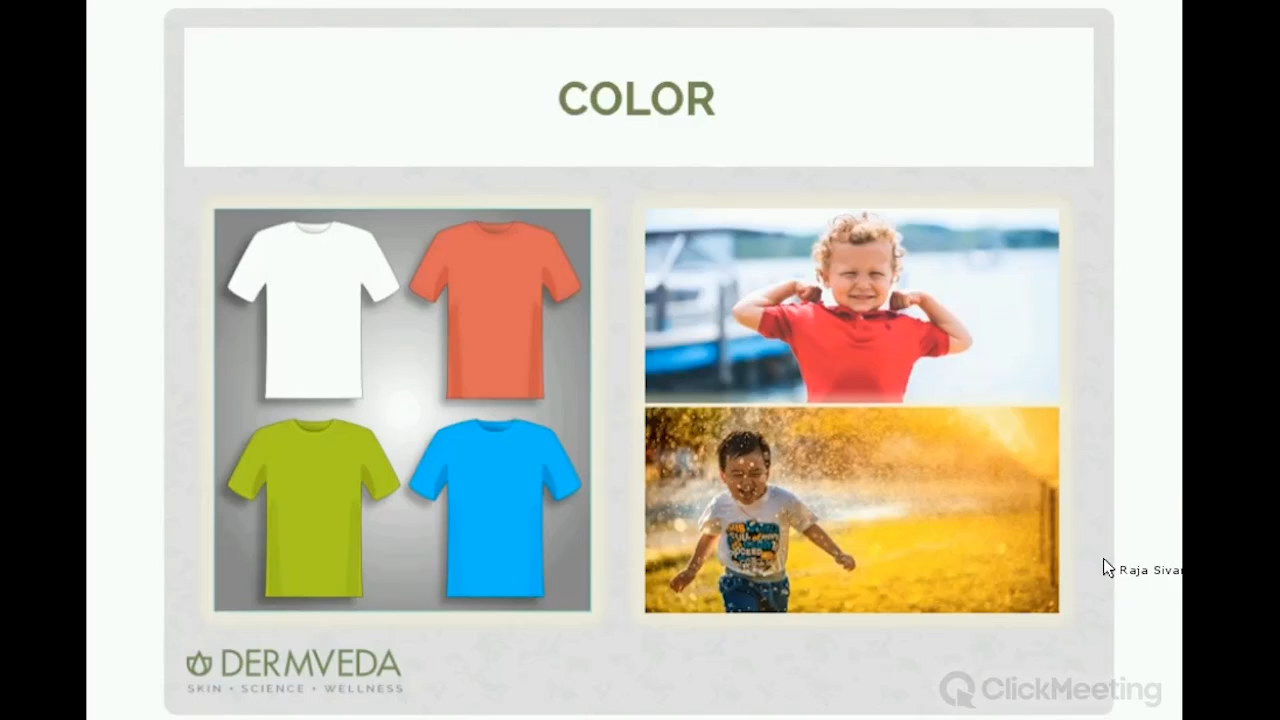 COLOR
DERMVEDA
SKIN • SCIENCE • WELLNESS
ClickMeeting
Raja Sivar